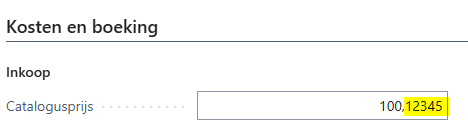 Kosten en boeking
Inkoop
Catalogusprijs 100,12345